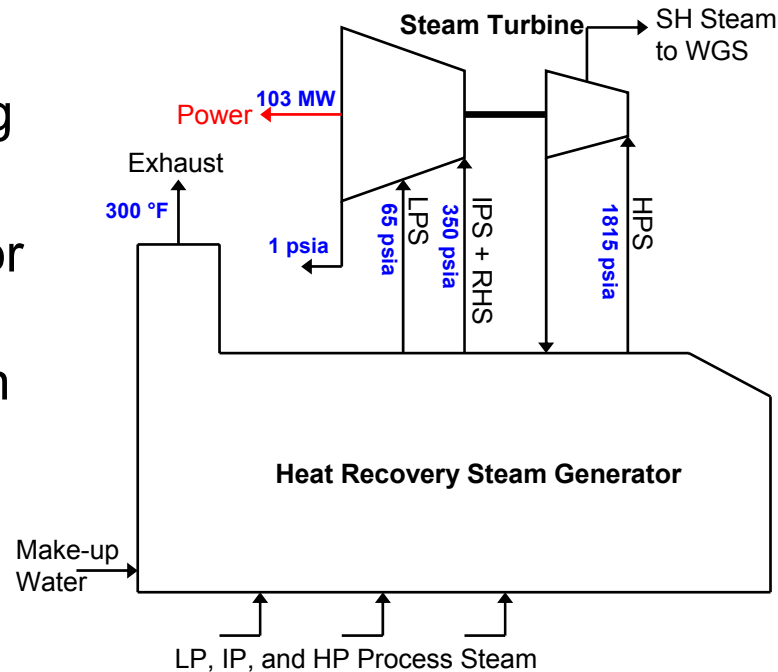 Steam Turbine
SH Steam
to WGS
g
103 MW
Power
Exhaust
300 °F
or
LPS
65 psia
IPS + RHS
350 psia
HPS
1815 psia
1 psia
n
Heat Recovery Steam Generator
Make-up
Water
LP, IP, and HP Process Steam